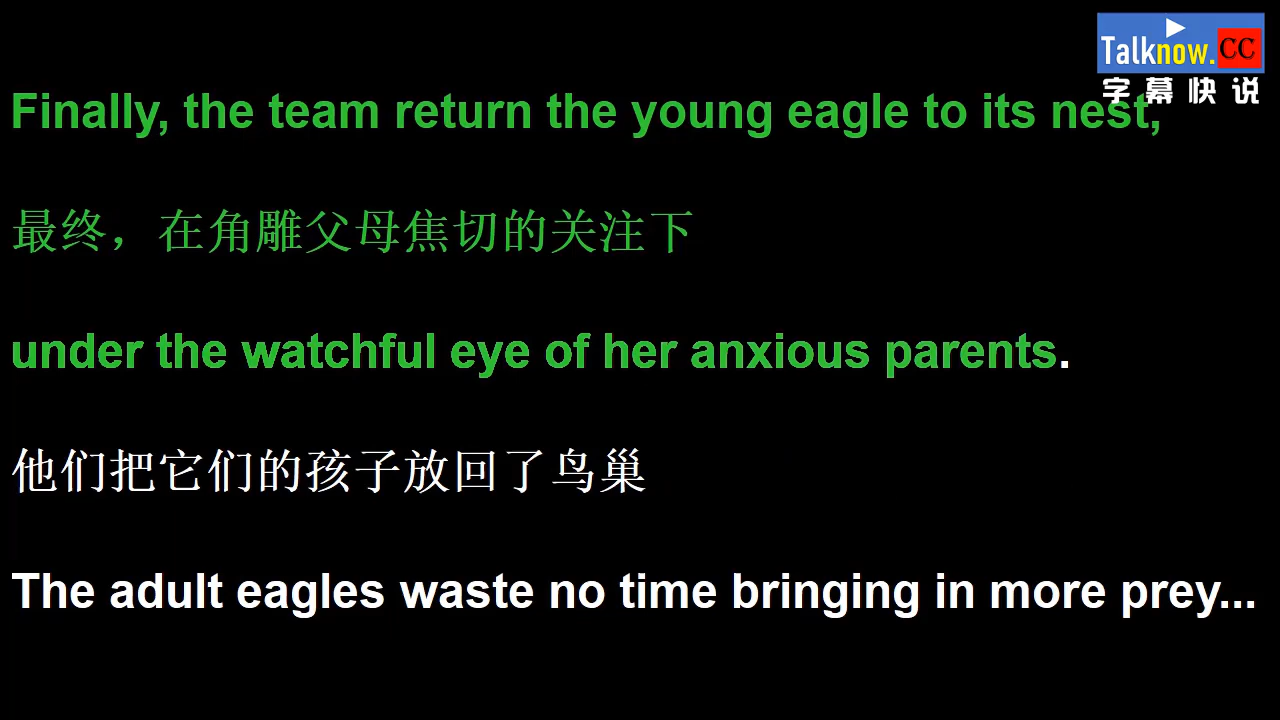 Talknow.CC
字幕快说
Finally, the team return the young eagle to its nest,
最终，在角雕父母焦切的关注下
under the watchful eye of her anxious parents.
他们把它们的孩子放回了鸟巢
The adult eagles waste no time bringing in more prey...